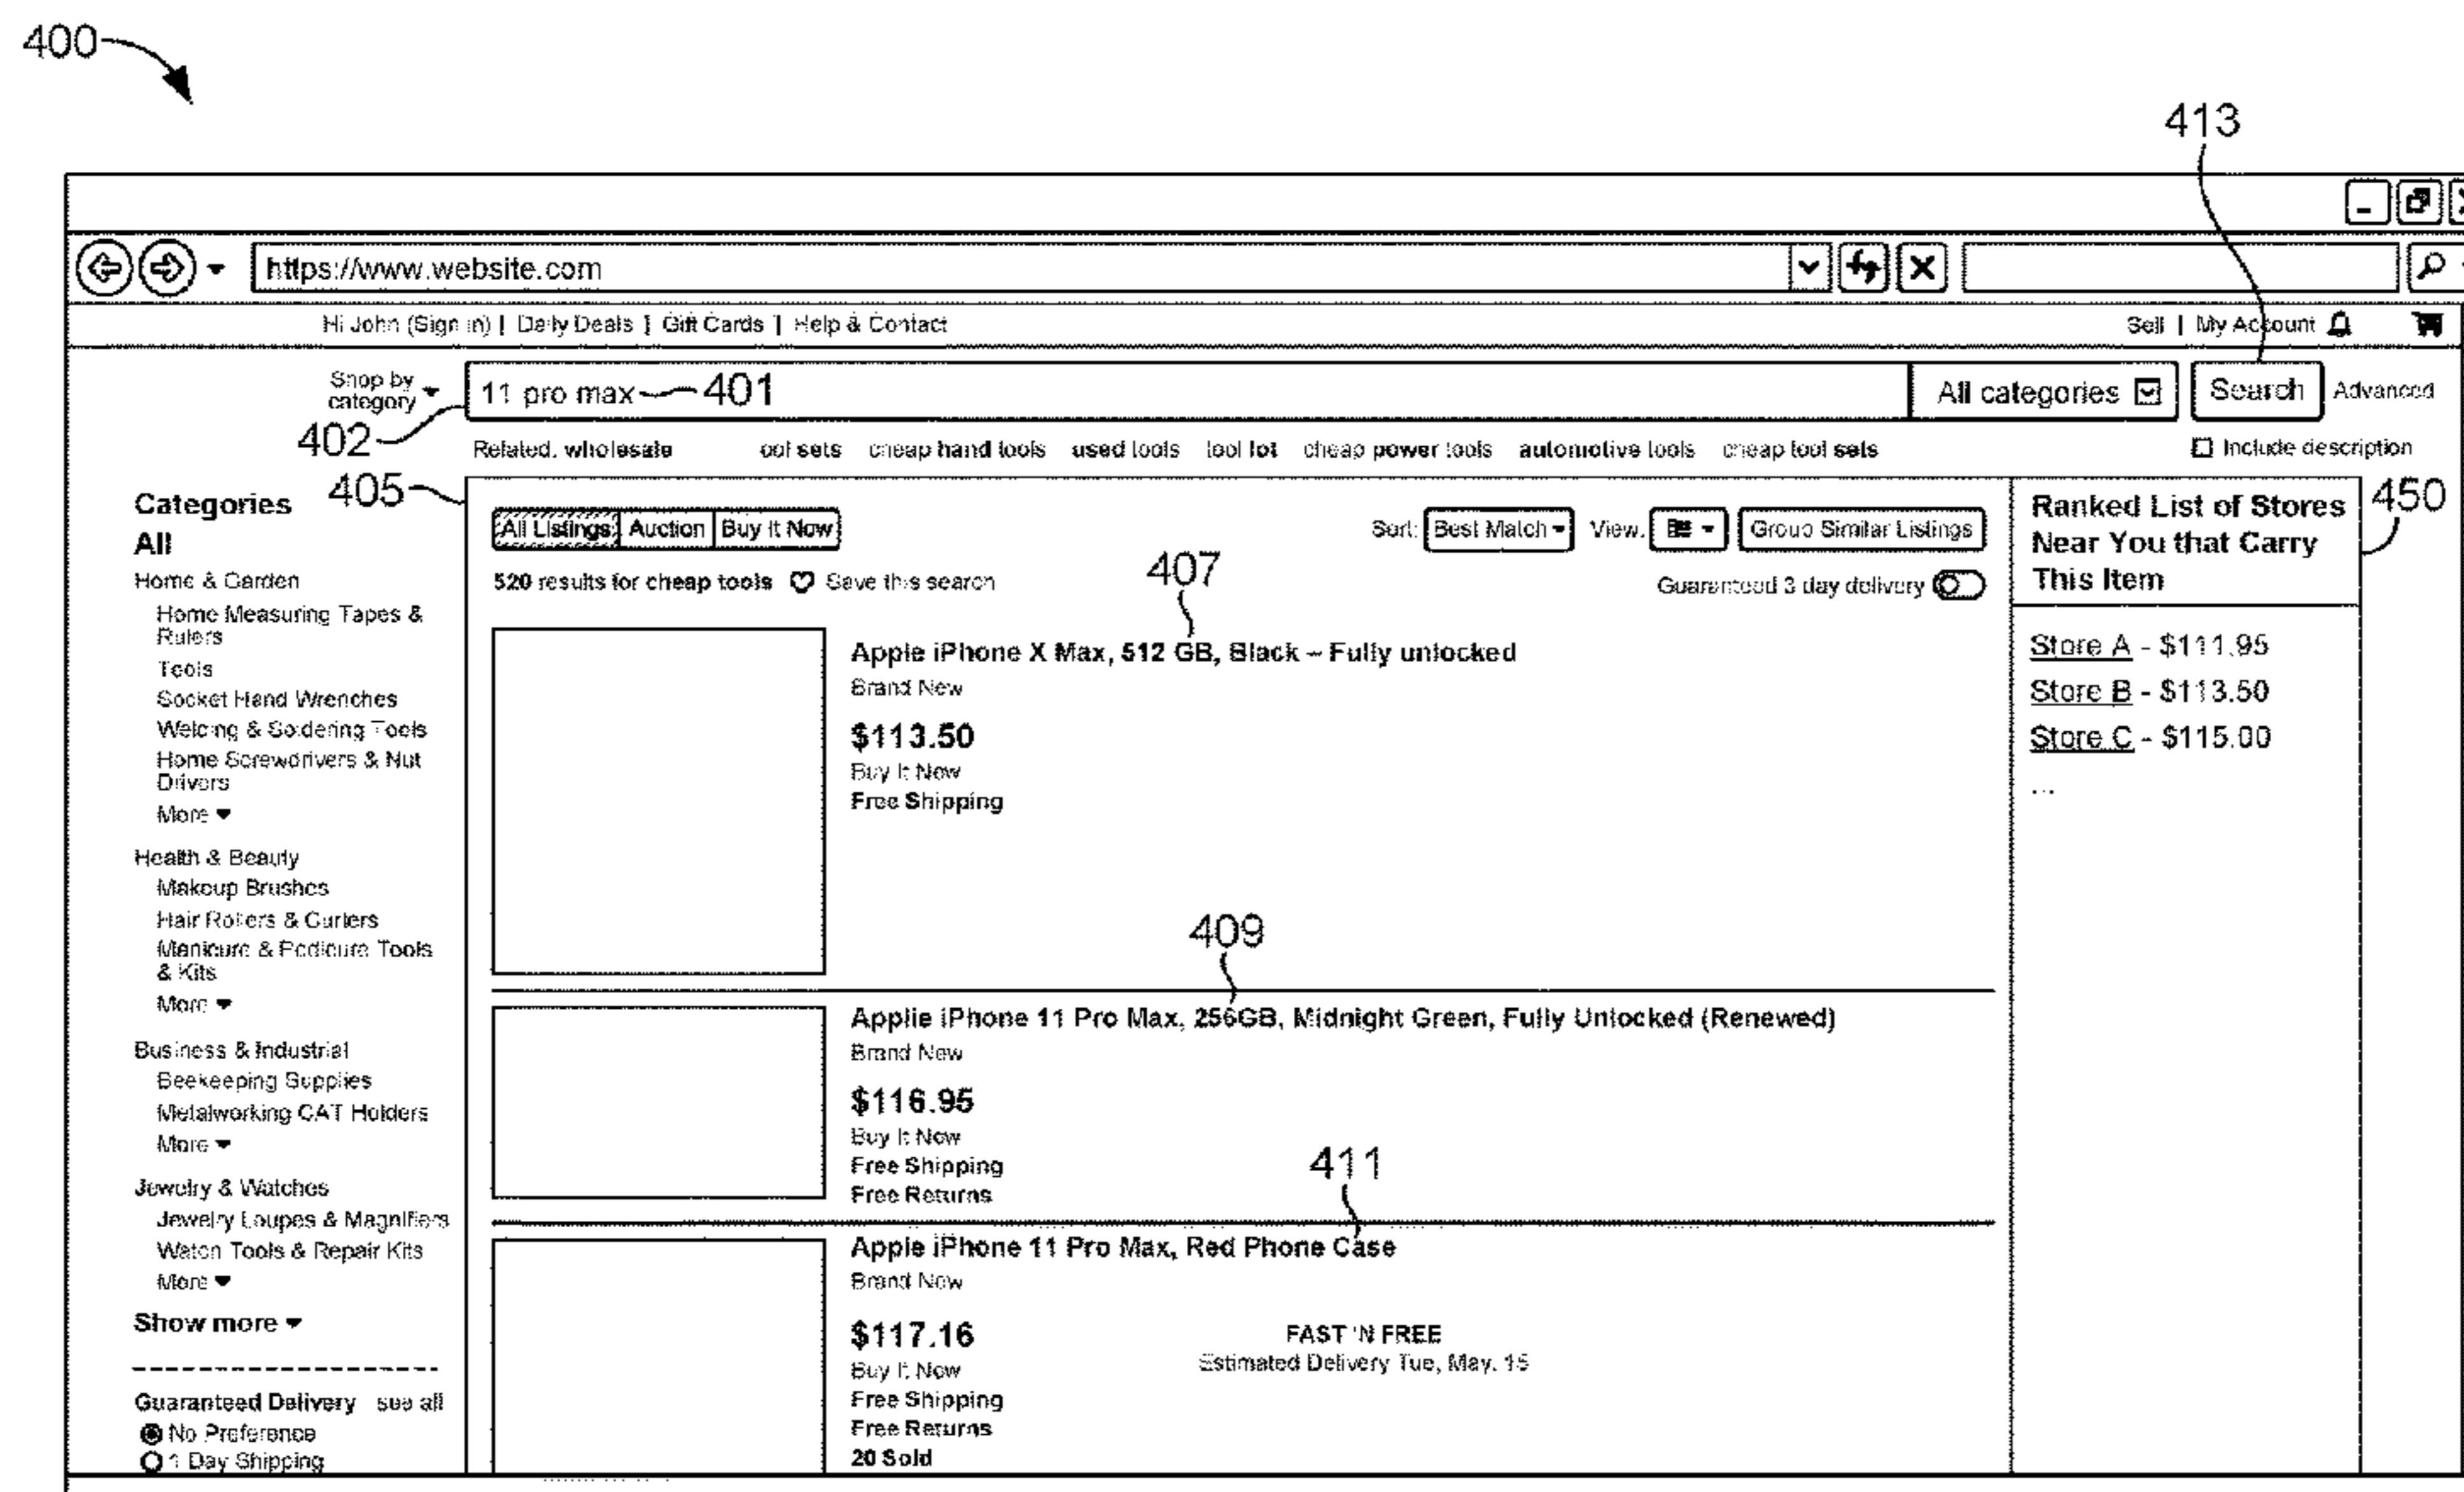 400
413
https://www.website.com
Hi John (Sign in) | Daily Deals | Gift Cards | Help & Contact
Sell | My Account
Shop by category
11 pro max 401
All categories
Search
Advanced
402
Related: wholesale ool sets cheap hand tools used tools tool lot cheap power tools automotive tools cheap tool sets
Include description
405
450
Categories
All
Home & Garden
Home Measuring Tapes &
Rulers
Tools
Socket Hand Wrenches
Welding & Soldering Tools
Home Screwdrivers & Nut
Drivers
More
Health & Beauty
Makeup Brushes
Hair Rollers & Curlers
Manicure & Pedicure Tools
& Kits
More
Business & Industrial
Beekeeping Supplies
Metalworking CAT Holders
More
Jewelry & Watches
Jewelry Loupes & Magnifiers
Watch Tools & Repair Kits
More
Show more
Guaranteed Delivery see all
No Preference
1 Day Shipping
All Listings Auction Buy It Now
Sort: Best Match View: Group Similar Listings
520 results for cheap tools Save this search
Guaranteed 3 day delivery
407
Apple iPhone X Max, 512 GB, Black – Fully unlocked
Brand New
$113.50
Buy It Now
Free Shipping
409
Applie iPhone 11 Pro Max, 256GB, Midnight Green, Fully Unlocked (Renewed)
Brand New
$116.95
Buy It Now
Free Shipping
Free Returns
411
Apple iPhone 11 Pro Max, Red Phone Case
Brand New
$117.16
Buy It Now
Free Shipping
Free Returns
20 Sold
FAST 'N FREE
Estimated Delivery Tue, May. 15
Ranked List of Stores
Near You that Carry
This Item
Store A - $111.95
Store B - $113.50
Store C - $115.00
...